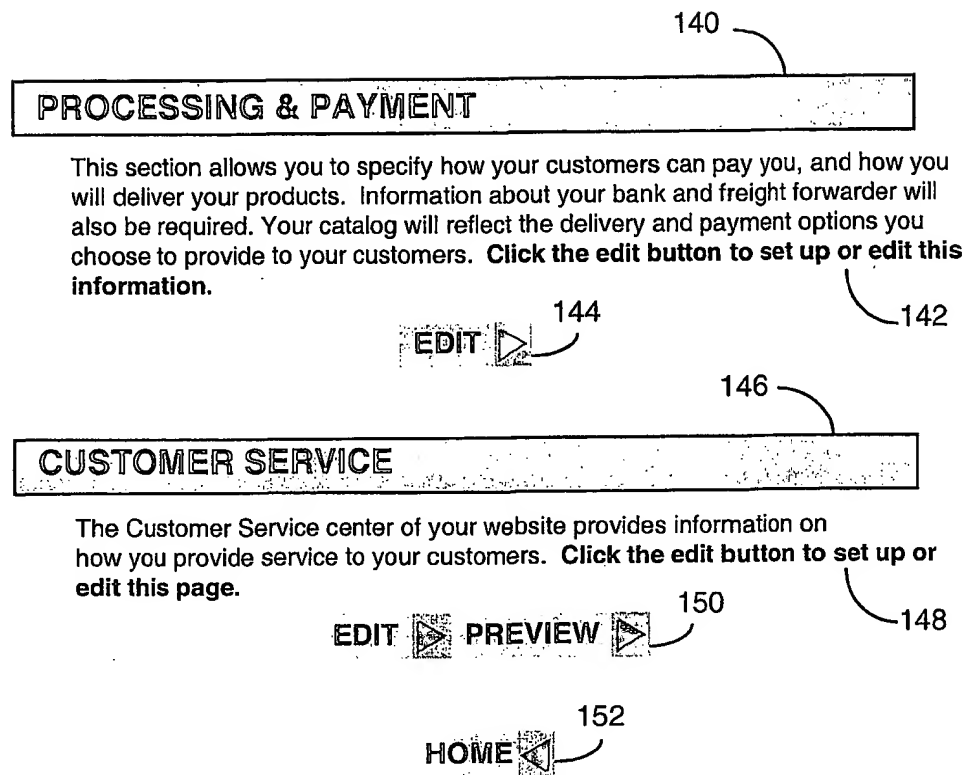 140
PROCESSING & PAYMENT
This section allows you to specify how your customers can pay you, and how you
will deliver your products. Information about your bank and freight forwarder will
also be required. Your catalog will reflect the delivery and payment options you
choose to provide to your customers. Click the edit button to set up or edit this
information.
142
144
EDIT
146
CUSTOMER SERVICE
The Customer Service center of your website provides information on
how you provide service to your customers. Click the edit button to set up or
edit this page.
148
150
EDIT PREVIEW
152
HOME